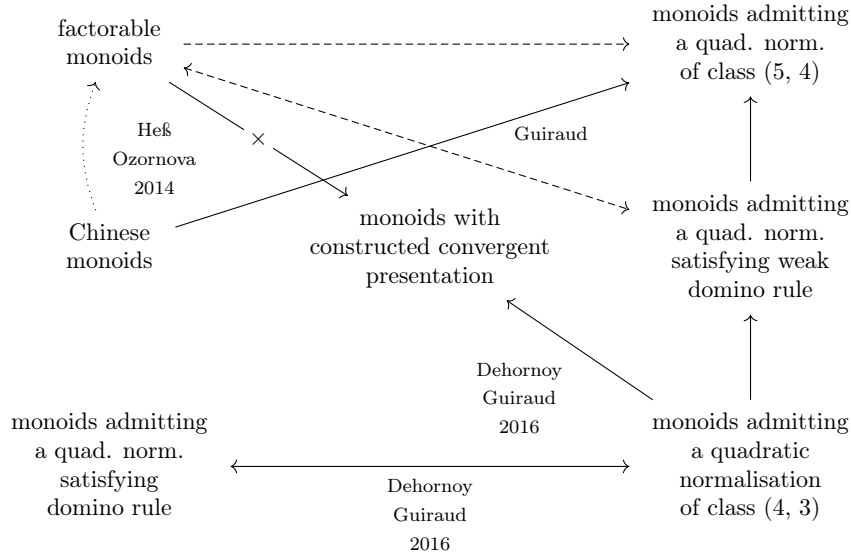 factorable
monoids
monoids admitting
a quad. norm.
of class (5, 4)
Heß
Ozornova
2014
Guiraud
Chinese
monoids
monoids with
constructed convergent
presentation
monoids admitting
a quad. norm.
satisfying weak
domino rule
Dehornoy
Guiraud
2016
monoids admitting
a quad. norm.
satisfying
domino rule
Dehornoy
Guiraud
2016
monoids admitting
a quadratic
normalisation
of class (4, 3)